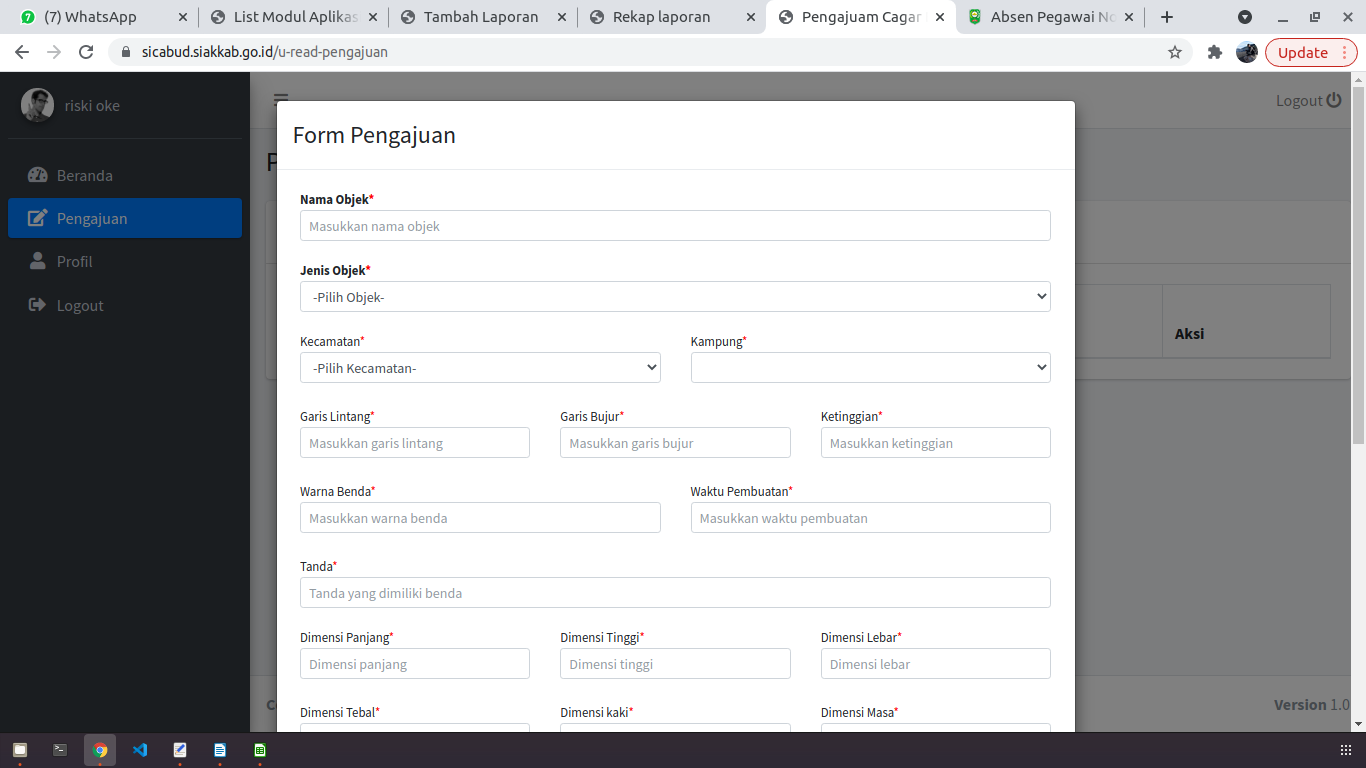 (7) WhatsApp
List Modul Aplikas
Tambah Laporan
Rekap laporan
Pengajuam Cagar
Absen Pegawai No
sicabud.siakkab.go.id/u-read-pengajuan
Update
riski oke
Logout
Beranda
Pengajuan
Profil
Logout
P
Form Pengajuan
Nama Objek*
Masukkan nama objek
Jenis Objek*
-Pilih Objek-
Aksi
Kecamatan* Kampung*
-Pilih Kecamatan-
Garis Lintang* Garis Bujur* Ketinggian*
Masukkan garis lintang Masukkan garis bujur Masukkan ketinggian
Warna Benda* Waktu Pembuatan*
Masukkan warna benda Masukkan waktu pembuatan
Tanda*
Tanda yang dimiliki benda
Dimensi Panjang* Dimensi Tinggi* Dimensi Lebar*
Dimensi panjang Dimensi tinggi Dimensi lebar
Dimensi Tebal* Dimensi kaki* Dimensi Masa*
Version 1.0